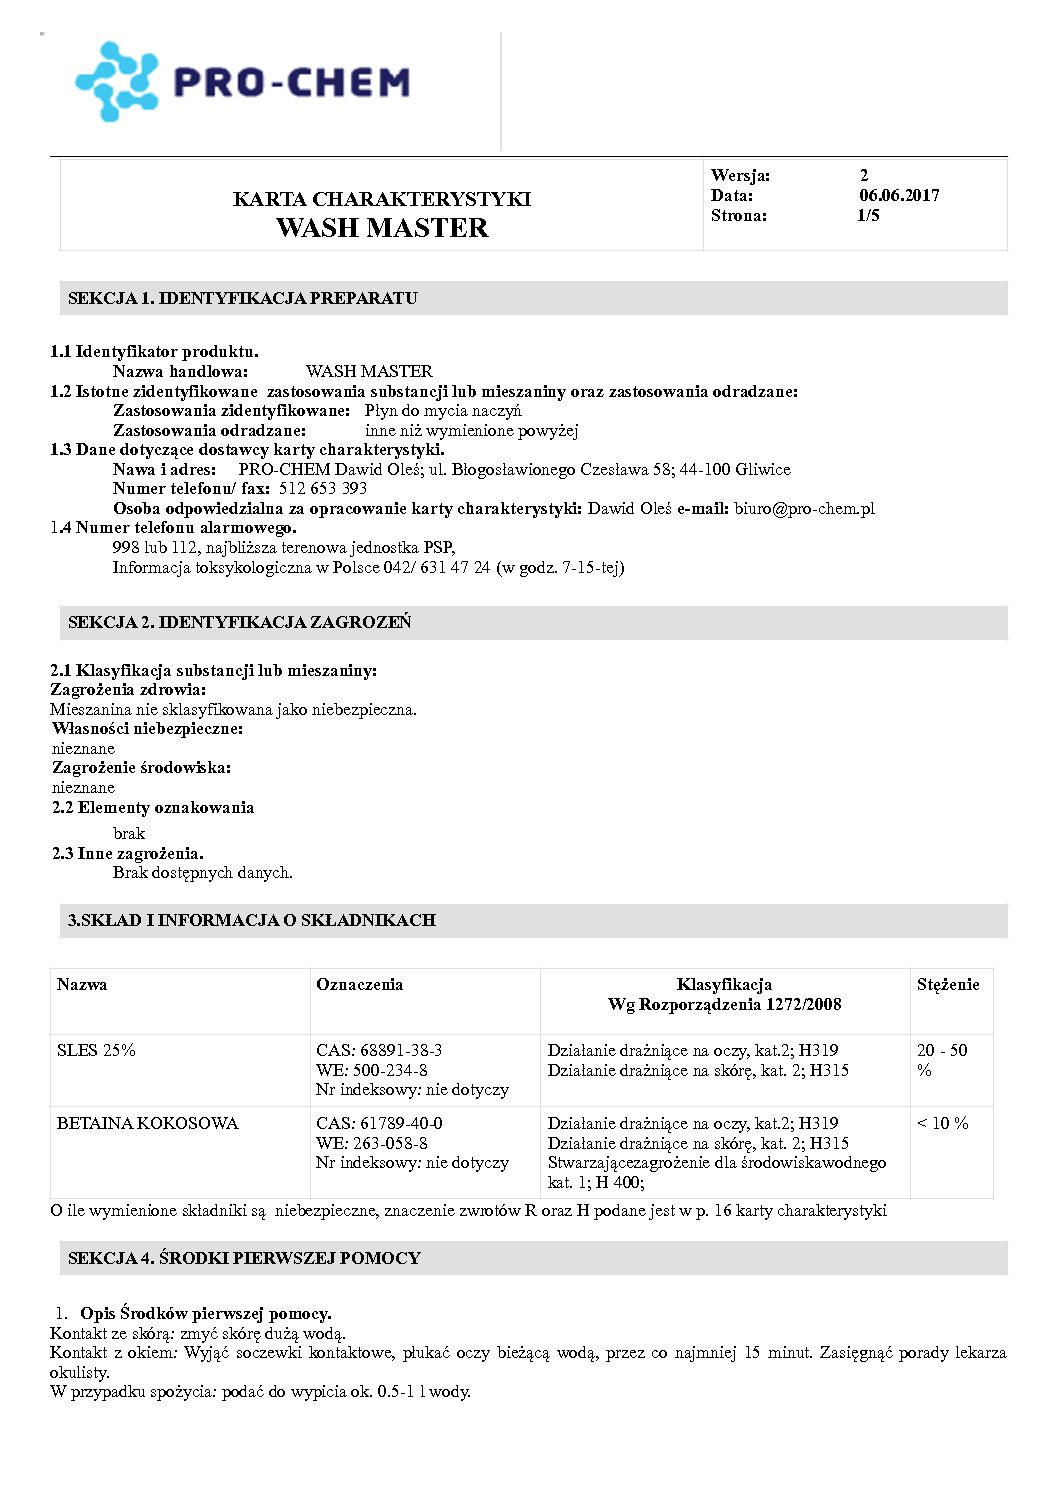 PRO-CHEM
KARTA CHARAKTERYSTYKI
WASH MASTER
Wersja: 2
Data: 06.06.2017
Strona: 1/5
SEKCJA 1. IDENTYFIKACJA PREPARATU
1.1 Identyfikator produktu.
Nazwa handlowa: WASH MASTER
1.2 Istotne zidentyfikowane zastosowania substancji lub mieszaniny oraz zastosowania odradzane:
Zastosowania zidentyfikowane: Płyn do mycia naczyń
Zastosowania odradzane: inne niż wymienione powyżej
1.3 Dane dotyczące dostawcy karty charakterystyki.
Nawa i adres: PRO-CHEM Dawid Oleś; ul. Błogosławionego Czesława 58; 44-100 Gliwice
Numer telefonu/ fax: 512 653 393
Osoba odpowiedzialna za opracowanie karty charakterystyki: Dawid Oleś e-mail: biuro@pro-chem.pl
1.4 Numer telefonu alarmowego.
998 lub 112, najbliższa terenowa jednostka PSP,
Informacja toksykologiczna w Polsce 042/ 631 47 24 (w godz. 7-15-tej)
SEKCJA 2. IDENTYFIKACJA ZAGROZEŃ
2.1 Klasyfikacja substancji lub mieszaniny:
Zagrożenia zdrowia:
Mieszanina nie sklasyfikowana jako niebezpieczna.
Własności niebezpieczne:
nieznane
Zagrożenie środowiska:
nieznane
2.2 Elementy oznakowania
brak
2.3 Inne zagrożenia.
Brak dostępnych danych.
3.SKŁAD I INFORMACJA O SKŁADNIKACH
Nazwa Oznaczenia Klasyfikacja Stężenie
Wg Rozporządzenia 1272/2008
SLES 25% CAS: 68891-38-3 Działanie drażniące na oczy, kat.2; H319 20 - 50
WE: 500-234-8 Działanie drażniące na skórę, kat. 2; H315 %
Nr indeksowy: nie dotyczy
BETAINA KOKOSOWA CAS: 61789-40-0 Działanie drażniące na oczy, kat.2; H319 < 10 %
WE: 263-058-8 Działanie drażniące na skórę, kat. 2; H315
Nr indeksowy: nie dotyczy Stwarzającezagrożenie dla środowiskawodnego
kat. 1; H 400;
O ile wymienione składniki są niebezpieczne, znaczenie zwrotów R oraz H podane jest w p. 16 karty charakterystyki
SEKCJA 4. ŚRODKI PIERWSZEJ POMOCY
1. Opis Środków pierwszej pomocy.
Kontakt ze skórą: zmyć skórę dużą wodą.
Kontakt z okiem: Wyjąć soczewki kontaktowe, płukać oczy bieżącą wodą, przez co najmniej 15 minut. Zasięgnąć porady lekarza
okulisty.
W przypadku spożycia: podać do wypicia ok. 0.5-1 l wody.